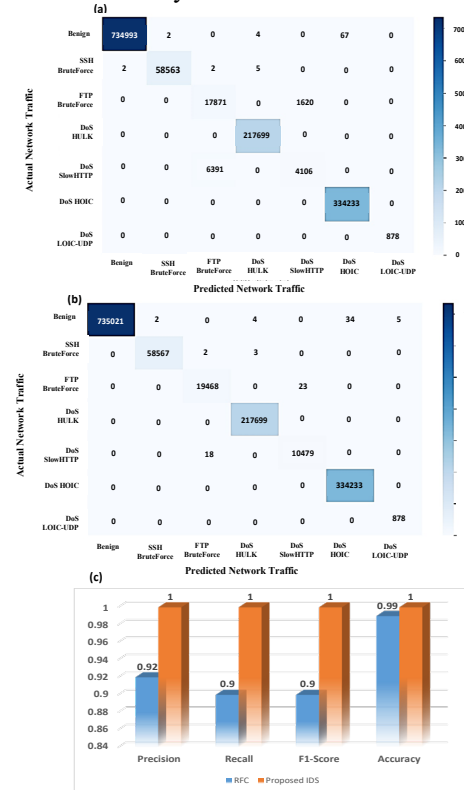 (a)
Benign 734993 2 0 4 0 67 0
SSH BruteForce 2 58563 2 5 0 0 0
FTP BruteForce 0 0 17871 0 1620 0 0
DoS HULK 0 0 0 217699 0 0 0
DoS SlowHTTP 0 0 6391 0 4106 0 0
DoS HOIC 0 0 0 0 0 334233 0
DoS LOIC-UDP 0 0 0 0 0 0 878
Actual Network Traffic
Benign SSH BruteForce FTP BruteForce DoS HULK DoS SlowHTTP DoS HOIC DoS LOIC-UDP
Predicted Network Traffic
0
(b)
Benign 735021 2 0 4 0 34 5
SSH BruteForce 0 58567 2 3 0 0 0
FTP BruteForce 0 0 19468 0 23 0 0
DoS HULK 0 0 0 217699 0 0 0
DoS SlowHTTP 0 0 18 0 10479 0 0
DoS HOIC 0 0 0 0 0 334233 0
DoS LOIC-UDP 0 0 0 0 0 0 878
Actual Network Traffic
Benign SSH BruteForce FTP BruteForce DoS HULK DoS SlowHTTP DoS HOIC DoS LOIC-UDP
Predicted Network Traffic
(c)
1
0.98
0.96
0.94
0.92
0.9
0.88
0.86
0.84
0.92 1 0.9 1 0.9 1 0.99 1
Precision Recall F1-Score Accuracy
RFC Proposed IDS